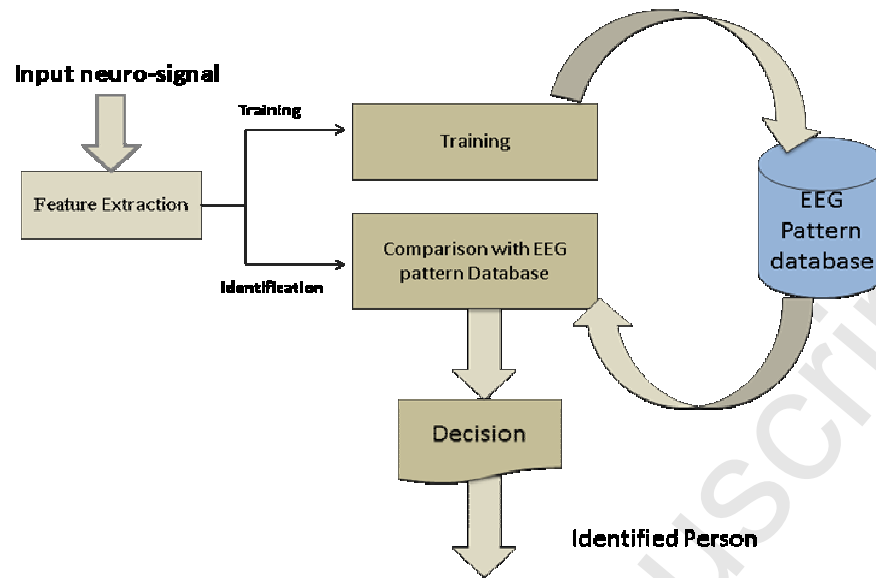 Input neuro-signal
Training
Training
Feature Extraction
Comparison with EEG
pattern Database
Identification
EEG
Pattern
database
Decision
Identified Person